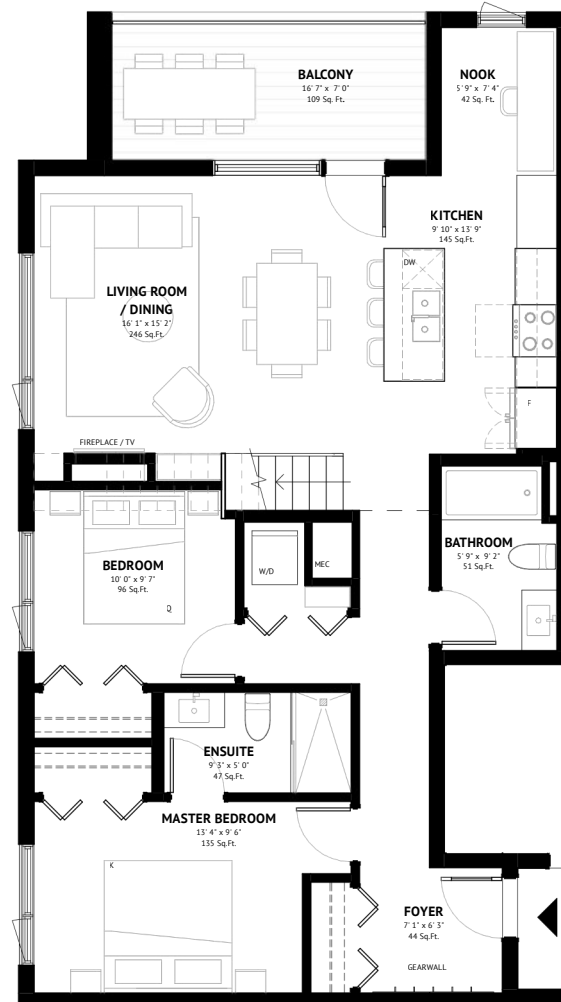 BALCONY
16' 7" x 7' 0"
109 Sq. Ft.
NOOK
5' 9" x 7' 4"
42 Sq. Ft.
KITCHEN
9' 10" x 13' 9"
145 Sq.Ft.
DW
LIVING ROOM
/ DINING
16' 1" x 15' 2"
246 Sq.Ft.
F
FIREPLACE / TV
BATHROOM
5' 9" x 9' 2"
51 Sq.Ft.
BEDROOM
10' 0" x 9' 7"
96 Sq.Ft.
W/D
MEC
Q
ENSUITE
9' 3" x 5' 0"
47 Sq.Ft.
MASTER BEDROOM
13' 4" x 9' 6"
135 Sq.Ft.
K
FOYER
7' 1" x 6' 3"
44 Sq.Ft.
GEARWALL